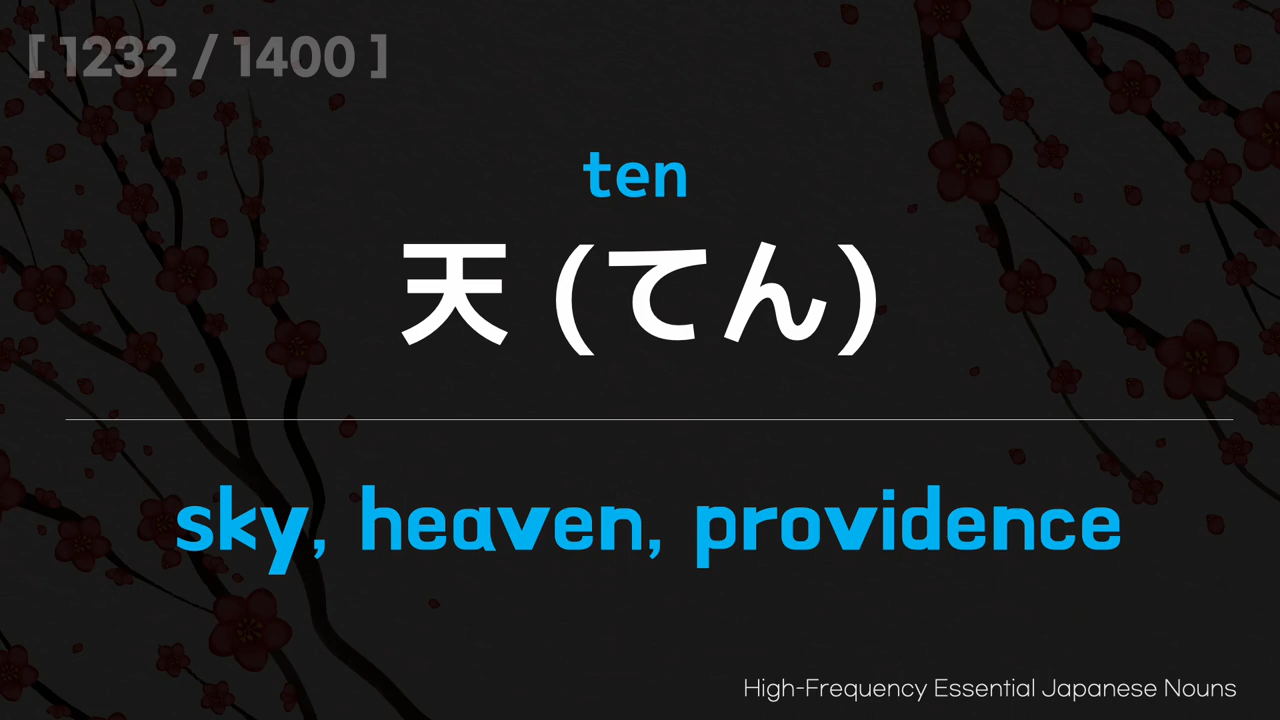 [ 1232 / 1400 ]
ten
天 (てん)
sky, heaven, providence
High-Frequency Essential Japanese Nouns